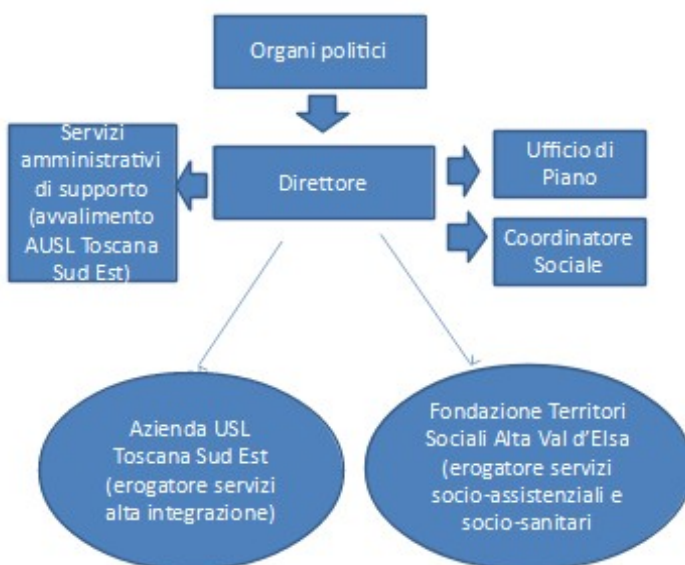 Organi politici
Servizi
amministrativi
di supporto
(avvalimento
AUSL Toscana
Sud Est)
Direttore
Ufficio di
Piano
Coordinatore
Sociale
Azienda USL
Toscana Sud Est
(erogatore servizi
alta integrazione)
Fondazione Territori
Sociali Alta Val d'Elsa
(erogatore servizi
socio-assistenziali e
socio-sanitari